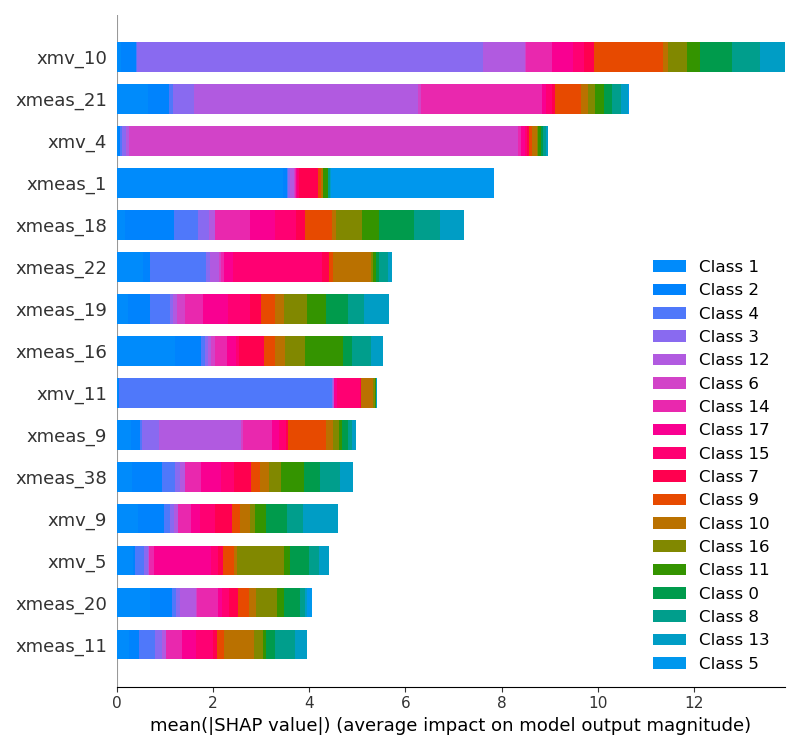 xmv_10
xmeas_21
xmv_4
xmeas_1
xmeas_18
xmeas_22
xmeas_19
xmeas_16
xmv_11
xmeas_9
xmeas_38
xmv_9
xmv_5
xmeas_20
xmeas_11
Class 1
Class 2
Class 4
Class 3
Class 12
Class 6
Class 14
Class 17
Class 15
Class 7
Class 9
Class 10
Class 16
Class 11
Class 0
Class 8
Class 13
Class 5
0 2 4 6 8 10 12
mean(|SHAP value|) (average impact on model output magnitude)